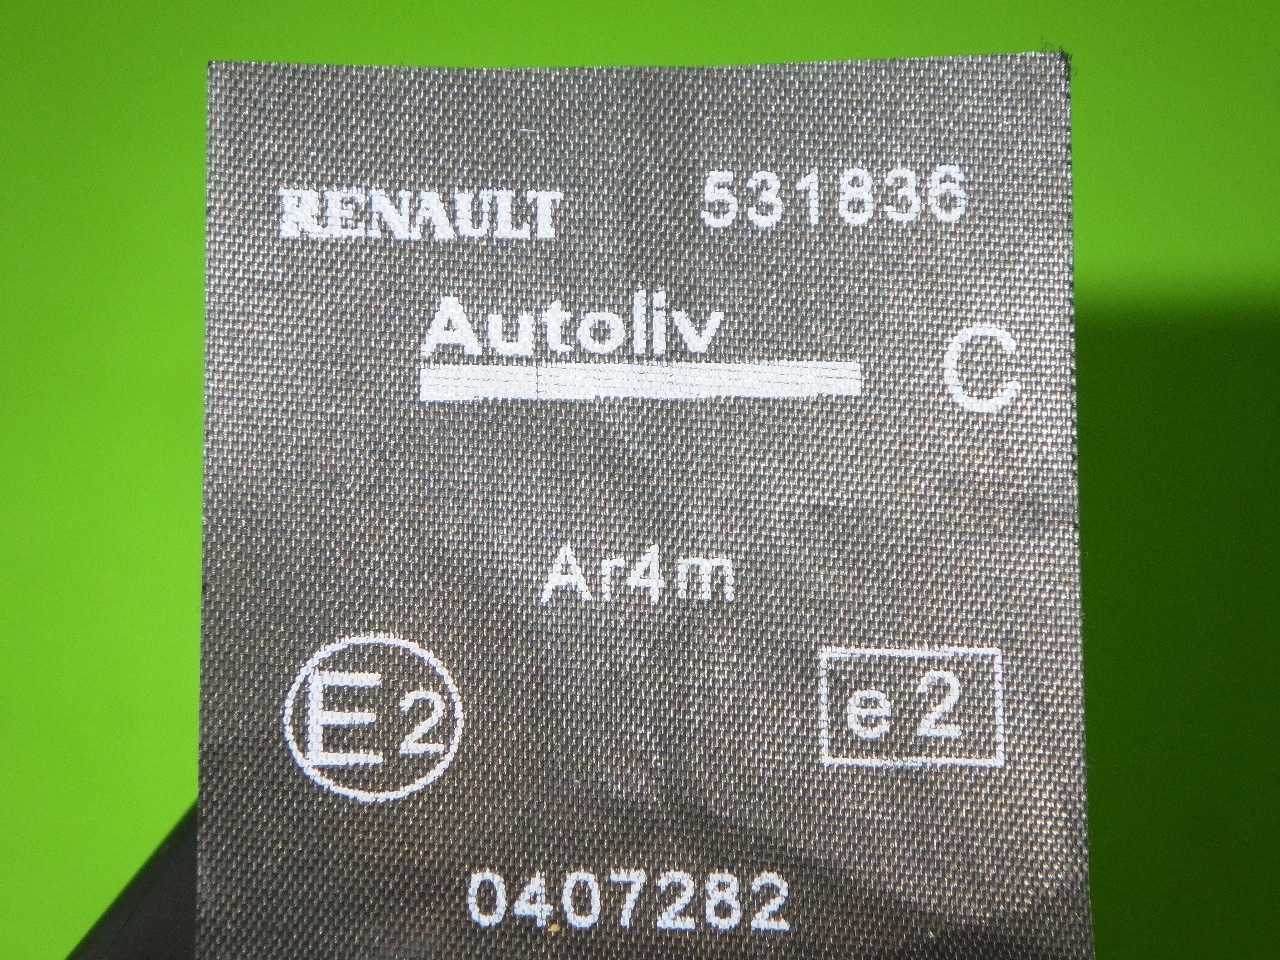 RENAULT 531836
Autoliv C
Ar4m
E2 e2
0407282